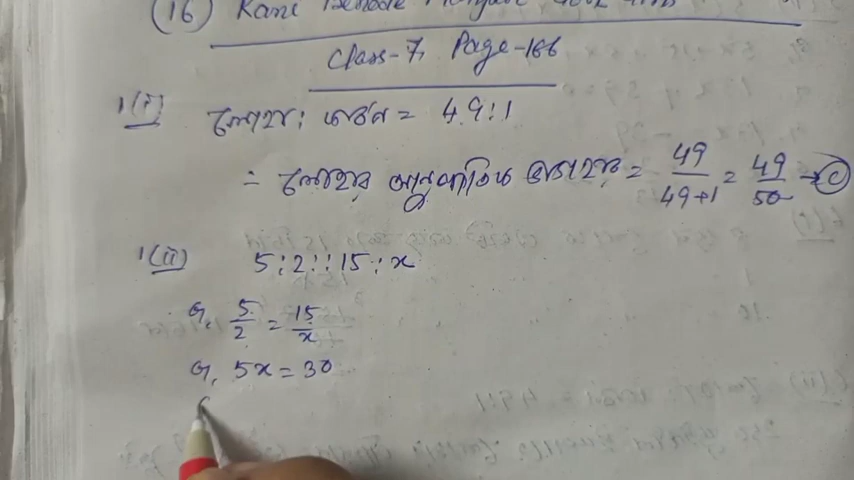 (16)
Class-7, Page-166
1(i) লোহা : তামা = 49:1
= লোহার আনুপাতিক ভাগহার = 49/49+1 = 49/50 → (c)
1(ii) 5:2::15:x
বা, 5/2 = 15/x
বা, 5x = 30